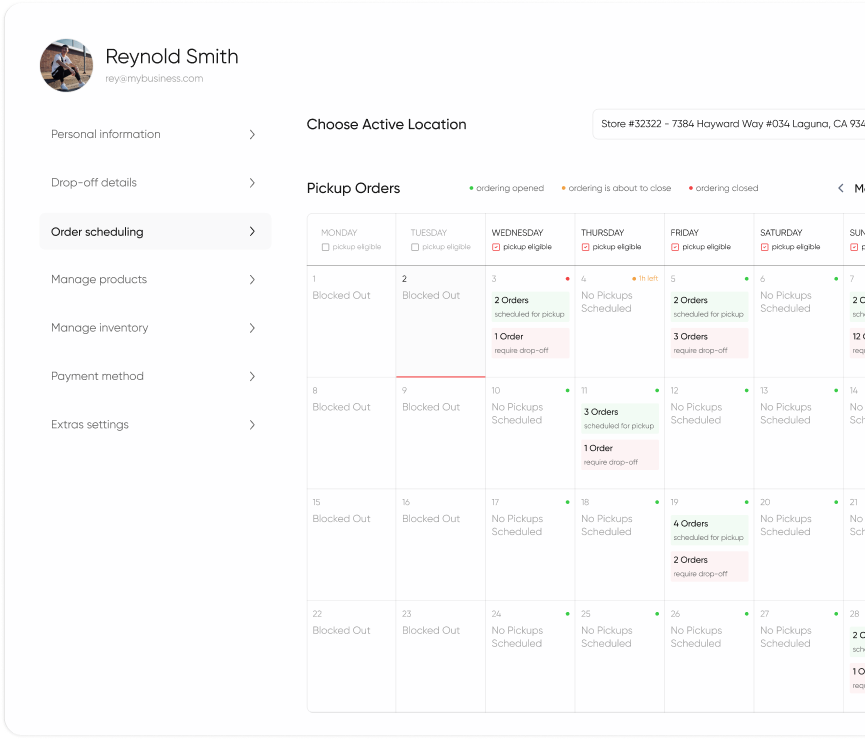 Reynold Smith
rey@mybusiness.com
Personal information
Drop-off details
Order scheduling
Manage products
Manage inventory
Payment method
Extras settings
Choose Active Location
Store #32322 - 7384 Hayward Way #034 Laguna, CA 934
Pickup Orders
ordering opened
ordering is about to close
ordering closed
MONDAY
TUESDAY
WEDNESDAY
THURSDAY
FRIDAY
SATURDAY
SUN
pickup eligible
pickup eligible
pickup eligible
pickup eligible
pickup eligible
pickup eligible
1
Blocked Out
2
Blocked Out
3
2 Orders
scheduled for pickup
1 Order
require drop-off
4
1h left
No Pickups
Scheduled
5
2 Orders
scheduled for pickup
3 Orders
require drop-off
6
No Pickups
Scheduled
7
2
12
8
Blocked Out
9
Blocked Out
10
No Pickups
Scheduled
11
3 Orders
scheduled for pickup
1 Order
require drop-off
12
No Pickups
Scheduled
13
No Pickups
Scheduled
14
No
15
Blocked Out
16
Blocked Out
17
No Pickups
Scheduled
18
No Pickups
Scheduled
19
4 Orders
scheduled for pickup
2 Orders
require drop-off
20
No Pickups
Scheduled
21
No
22
Blocked Out
23
Blocked Out
24
No Pickups
Scheduled
25
No Pickups
Scheduled
26
No Pickups
Scheduled
27
No Pickups
Scheduled
28
2
1